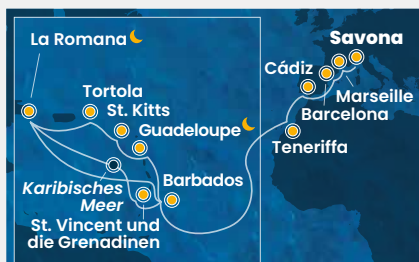 La Romana
Savona
Tortola
Cádiz
St. Kitts
Marseille
Guadeloupe
Barcelona
Teneriffa
Karibisches
Meer
Barbados
St. Vincent und
die Grenadinen